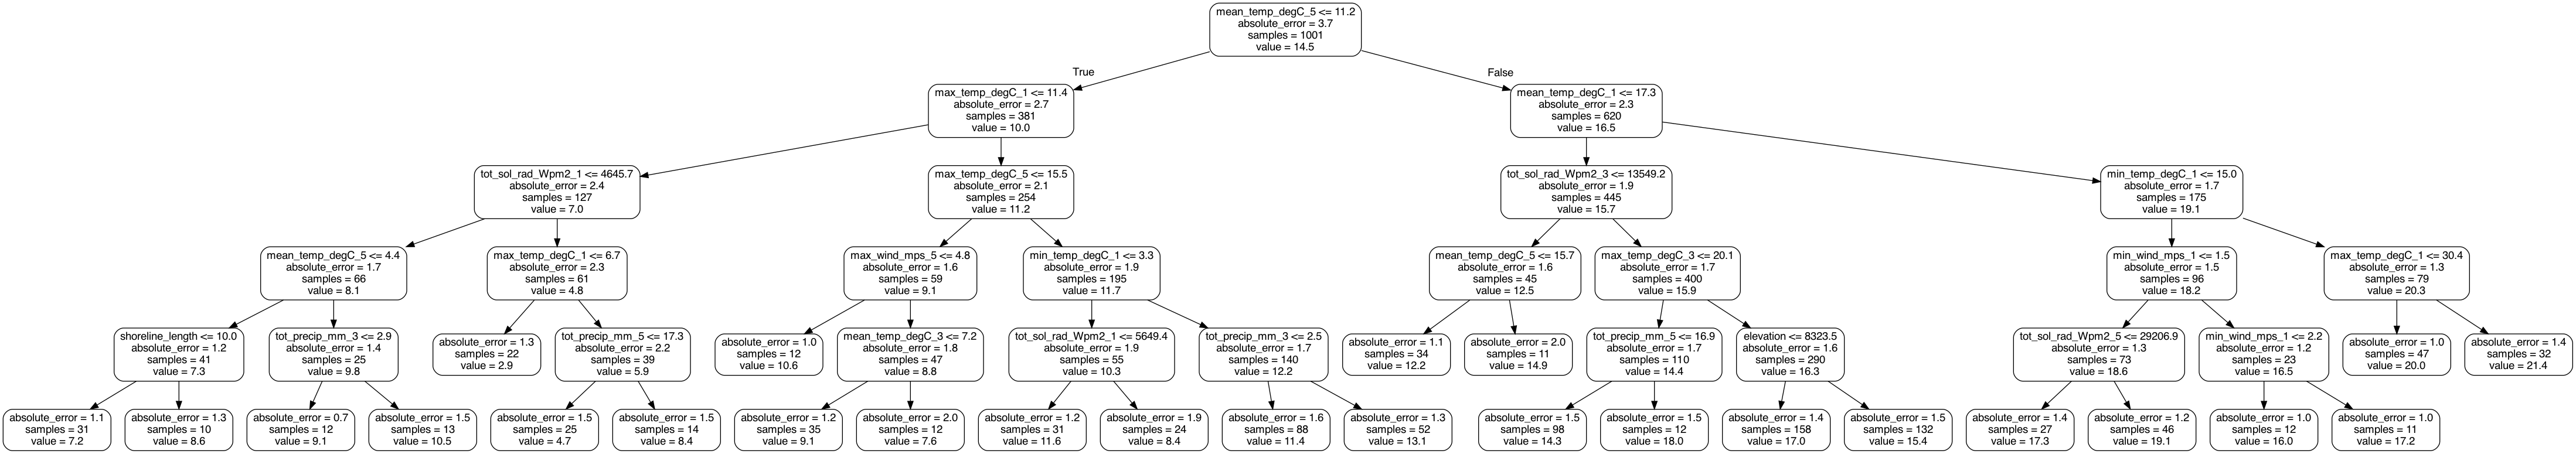 mean_temp_degC_5 <= 11.2
absolute_error = 3.7
samples = 1001
value = 14.5
True
False
max_temp_degC_1 <= 11.4
absolute_error = 2.7
samples = 381
value = 10.0
mean_temp_degC_1 <= 17.3
absolute_error = 2.3
samples = 620
value = 16.5
tot_sol_rad_Wpm2_1 <= 4645.7
absolute_error = 2.4
samples = 127
value = 7.0
max_temp_degC_5 <= 15.5
absolute_error = 2.1
samples = 254
value = 11.2
tot_sol_rad_Wpm2_3 <= 13549.2
absolute_error = 1.9
samples = 445
value = 15.7
min_temp_degC_1 <= 15.0
absolute_error = 1.7
samples = 175
value = 19.1
mean_temp_degC_5 <= 4.4
absolute_error = 1.7
samples = 66
value = 8.1
max_temp_degC_1 <= 6.7
absolute_error = 2.3
samples = 61
value = 4.8
max_wind_mps_5 <= 4.8
absolute_error = 1.6
samples = 59
value = 9.1
min_temp_degC_1 <= 3.3
absolute_error = 1.9
samples = 195
value = 11.7
mean_temp_degC_5 <= 15.7
absolute_error = 1.6
samples = 45
value = 12.5
max_temp_degC_3 <= 20.1
absolute_error = 1.7
samples = 400
value = 15.9
min_wind_mps_1 <= 1.5
absolute_error = 1.5
samples = 96
value = 18.2
max_temp_degC_1 <= 30.4
absolute_error = 1.3
samples = 79
value = 20.3
shoreline_length <= 10.0
absolute_error = 1.2
samples = 41
value = 7.3
tot_precip_mm_3 <= 2.9
absolute_error = 1.4
samples = 25
value = 9.8
absolute_error = 1.3
samples = 22
value = 2.9
tot_precip_mm_5 <= 17.3
absolute_error = 2.2
samples = 39
value = 5.9
absolute_error = 1.0
samples = 12
value = 10.6
mean_temp_degC_3 <= 7.2
absolute_error = 1.8
samples = 47
value = 8.8
tot_sol_rad_Wpm2_1 <= 5649.4
absolute_error = 1.9
samples = 55
value = 10.3
tot_precip_mm_3 <= 2.5
absolute_error = 1.7
samples = 140
value = 12.2
absolute_error = 1.1
samples = 34
value = 12.2
absolute_error = 2.0
samples = 11
value = 14.9
tot_precip_mm_5 <= 16.9
absolute_error = 1.7
samples = 110
value = 14.4
elevation <= 8323.5
absolute_error = 1.6
samples = 290
value = 16.3
tot_sol_rad_Wpm2_5 <= 29206.9
absolute_error = 1.3
samples = 73
value = 18.6
min_wind_mps_1 <= 2.2
absolute_error = 1.2
samples = 23
value = 16.5
absolute_error = 1.0
samples = 47
value = 20.0
absolute_error = 1.4
samples = 32
value = 21.4
absolute_error = 1.1
samples = 31
value = 7.2
absolute_error = 1.3
samples = 10
value = 8.6
absolute_error = 0.7
samples = 12
value = 9.1
absolute_error = 1.5
samples = 13
value = 10.5
absolute_error = 1.5
samples = 25
value = 4.7
absolute_error = 1.5
samples = 14
value = 8.4
absolute_error = 1.2
samples = 35
value = 9.1
absolute_error = 2.0
samples = 12
value = 7.6
absolute_error = 1.2
samples = 31
value = 11.6
absolute_error = 1.9
samples = 24
value = 8.4
absolute_error = 1.6
samples = 88
value = 11.4
absolute_error = 1.3
samples = 52
value = 13.1
absolute_error = 1.5
samples = 98
value = 14.3
absolute_error = 1.5
samples = 12
value = 18.0
absolute_error = 1.4
samples = 158
value = 17.0
absolute_error = 1.5
samples = 132
value = 15.4
absolute_error = 1.4
samples = 27
value = 17.3
absolute_error = 1.2
samples = 46
value = 19.1
absolute_error = 1.0
samples = 12
value = 16.0
absolute_error = 1.0
samples = 11
value = 17.2